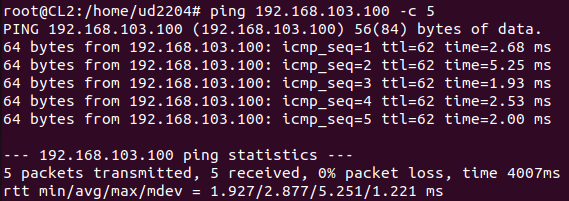 root@CL2:/home/ud2204# ping 192.168.103.100 -c 5
PING 192.168.103.100 (192.168.103.100) 56(84) bytes of data.
64 bytes from 192.168.103.100: icmp_seq=1 ttl=62 time=2.68 ms
64 bytes from 192.168.103.100: icmp_seq=2 ttl=62 time=5.25 ms
64 bytes from 192.168.103.100: icmp_seq=3 ttl=62 time=1.93 ms
64 bytes from 192.168.103.100: icmp_seq=4 ttl=62 time=2.53 ms
64 bytes from 192.168.103.100: icmp_seq=5 ttl=62 time=2.00 ms

--- 192.168.103.100 ping statistics ---
5 packets transmitted, 5 received, 0% packet loss, time 4007ms
rtt min/avg/max/mdev = 1.927/2.877/5.251/1.221 ms